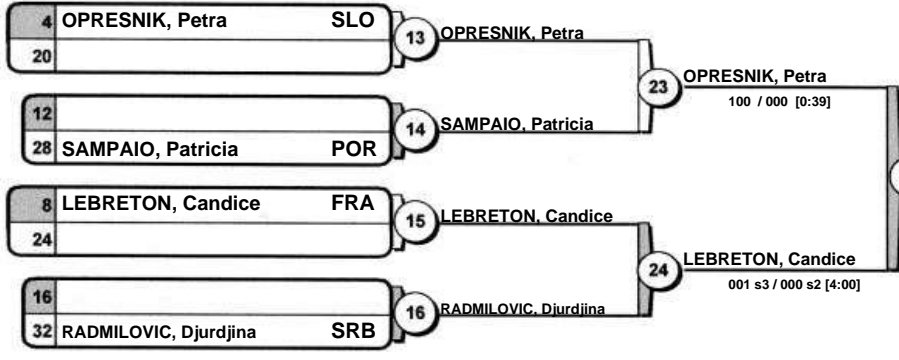 4 OPRESNIK, Petra SLO
20
13 OPRESNIK, Petra
12
28 SAMPAIO, Patricia POR
14 SAMPAIO, Patricia
23 OPRESNIK, Petra
100 / 000 [0:39]
8 LEBRETON, Candice FRA
24
15 LEBRETON, Candice
16
32 RADMILOVIC, Djurdjina SRB
16 RADMILOVIC, Djurdjina
24 LEBRETON, Candice
001 s3 / 000 s2 [4:00]